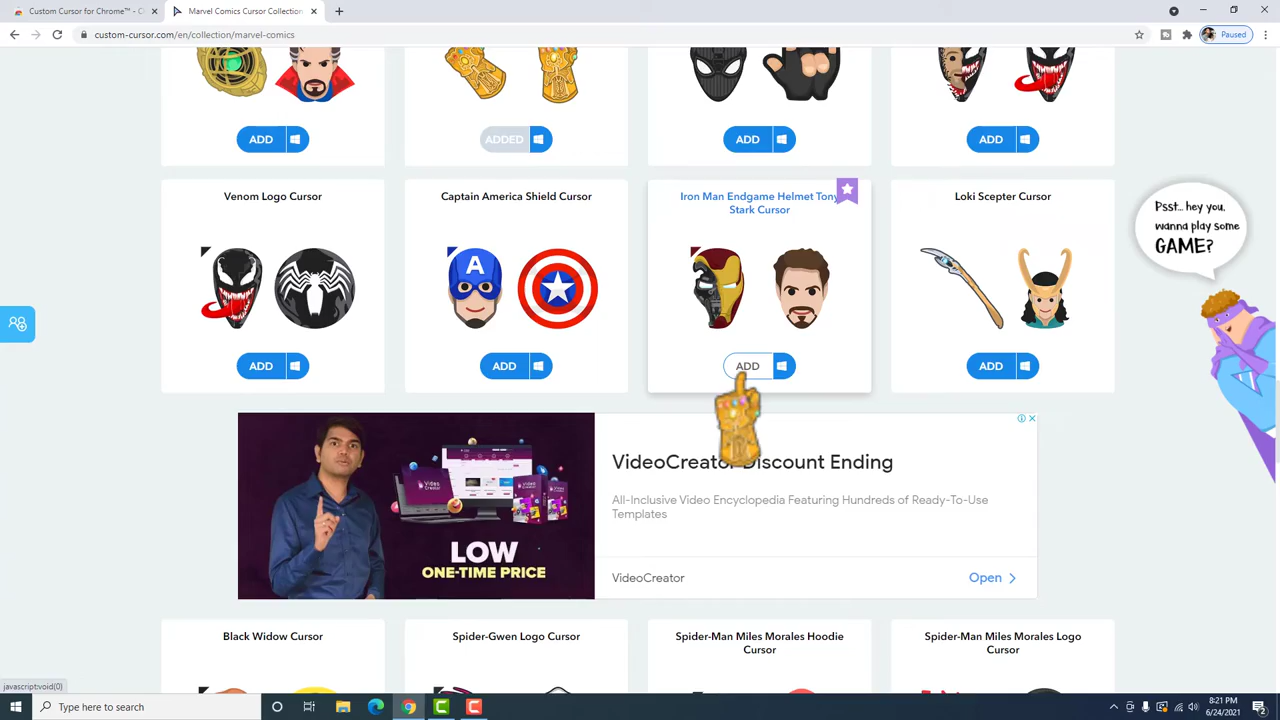 Custom Cursor for Chrome™ - Ch
Marvel Comics Cursor Collection
custom-cursor.com/en/collection/marvel-comics
Paused
ADD
ADDED
ADD
ADD
Venom Logo Cursor
Captain America Shield Cursor
Iron Man Endgame Helmet Tony
Stark Cursor
Loki Scepter Cursor
Psst... hey you,
wanna play some
GAME?
A
ADD
ADD
ADD
ADD
VideoCreator Discount Ending
All-Inclusive Video Encyclopedia Featuring Hundreds of Ready-To-Use
Templates
LOW
ONE-TIME PRICE
VideoCreator
Open
Black Widow Cursor
Spider-Gwen Logo Cursor
Spider-Man Miles Morales Hoodie
Cursor
Spider-Man Miles Morales Logo
Cursor
javascript:void(0)
Type here to search
8:21 PM
6/24/2021
2